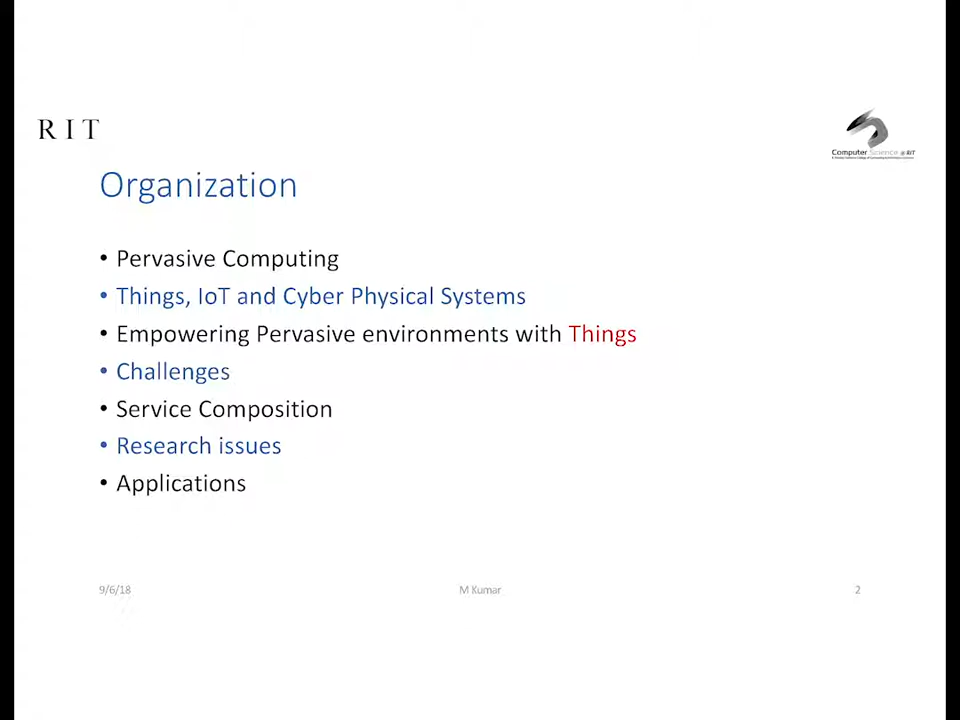 R I T
Computer Science @ RIT
Organization
• Pervasive Computing
• Things, IoT and Cyber Physical Systems
• Empowering Pervasive environments with Things
• Challenges
• Service Composition
• Research issues
• Applications
9/6/18
M Kumar
2